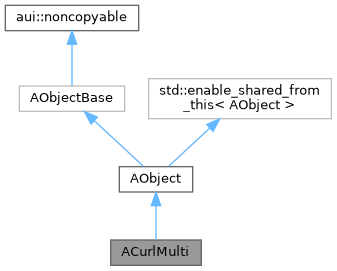 aui::noncopyable
AObjectBase
std::enable_shared_from
_this< AObject >
AObject
ACurlMulti